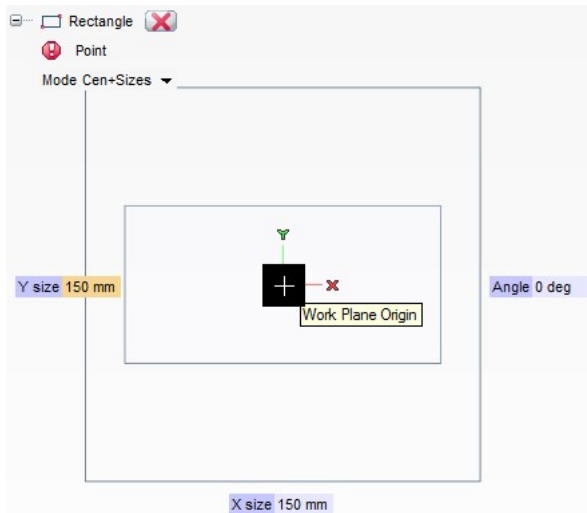 Rectangle
Point
Mode Cen+Sizes
Y
Y size 150 mm
X
Angle 0 deg
Work Plane Origin
X size 150 mm